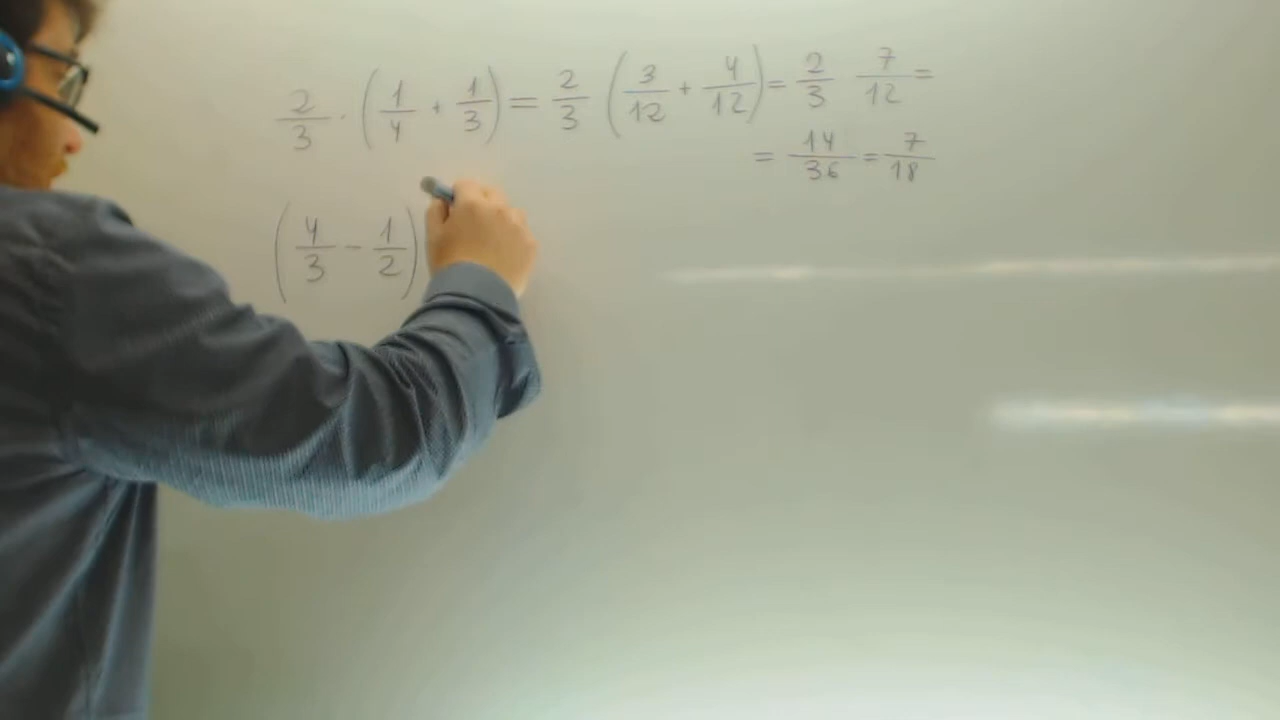 2/3 · (1/4 + 1/3) = 2/3 (3/12 + 4/12) = 2/3 7/12 =
= 14/36 = 7/18
(4/3 - 1/2)